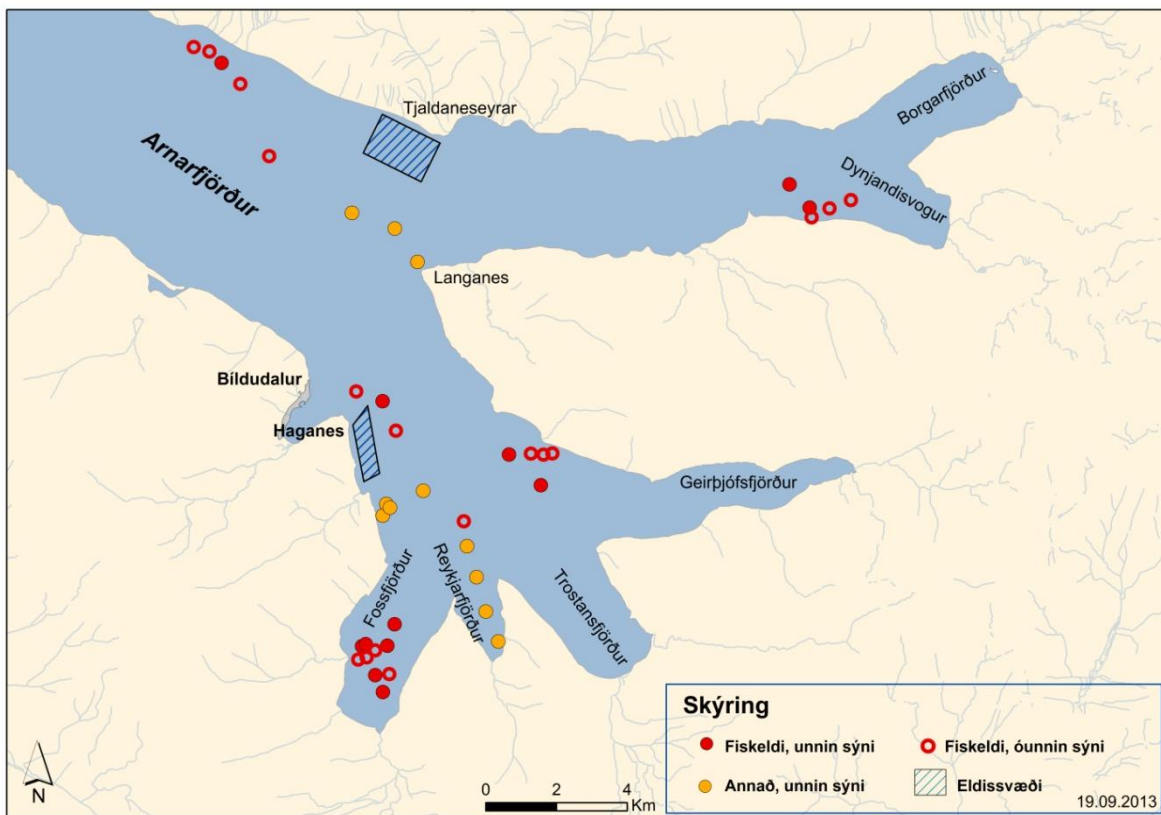 Tjaldaneseyrar
Borgarfjörður
Arnarfjörður
Dynjandisvogur
Langanes
Bíldudalur
Haganes
Geirþjófsfjörður
Fossfjörður
Reykjarfjörður
Trostansfjörður
Skýring
Fiskeldi, unnin sýni
Fiskeldi, óunnin sýni
Annað, unnin sýni
Eldissvæði
N
0 2 4
Km
19.09.2013